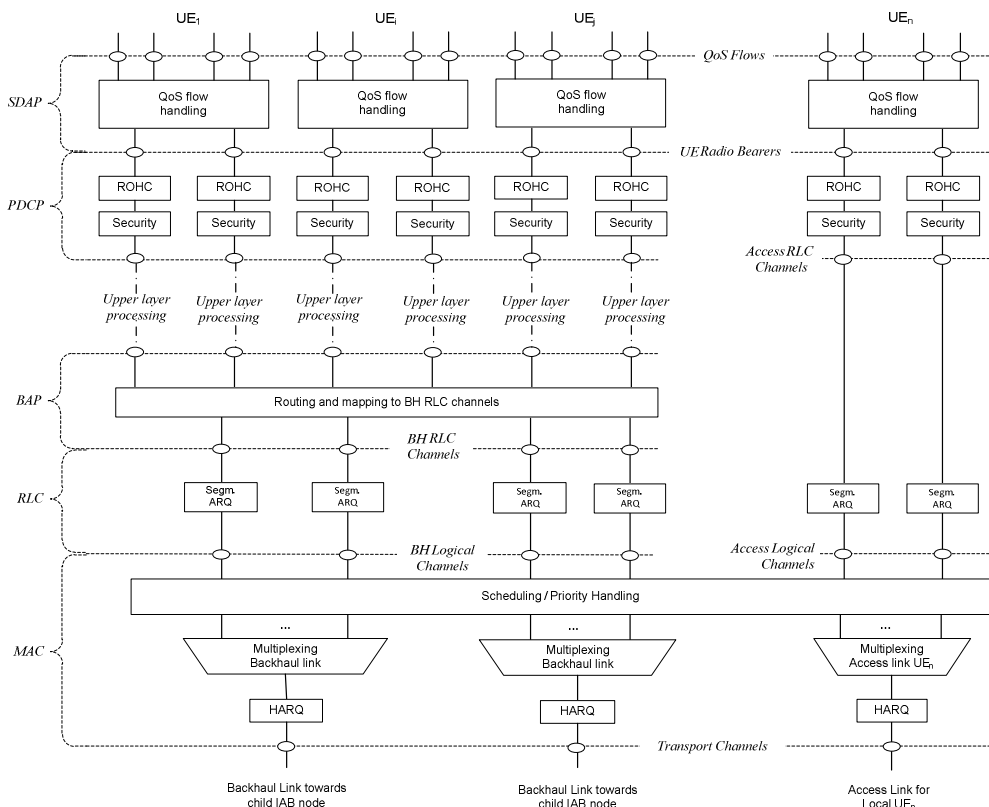 UE1 UEi UEj UEn
QoS Flows
SDAP
QoS flow handling
QoS flow handling
QoS flow handling
QoS flow handling
UE Radio Bearers
PDCP
ROHC ROHC ROHC ROHC ROHC ROHC ROHC ROHC
Security Security Security Security Security Security Security Security
Access RLC
Channels
Upper layer
processing
Upper layer
processing
Upper layer
processing
Upper layer
processing
Upper layer
processing
Upper layer
processing
BAP
Routing and mapping to BH RLC channels
BH RLC
Channels
RLC
Segm.
ARQ
Segm.
ARQ
Segm.
ARQ
Segm.
ARQ
Segm.
ARQ
Segm.
ARQ
BH Logical
Channels
Access Logical
Channels
Scheduling / Priority Handling
MAC
... ... ...
Multiplexing
Backhaul link
Multiplexing
Backhaul link
Multiplexing
Access link UEn
HARQ HARQ HARQ
Transport Channels
Backhaul Link towards
child IAB node
Backhaul Link towards
child IAB node
Access Link for
Local UEn